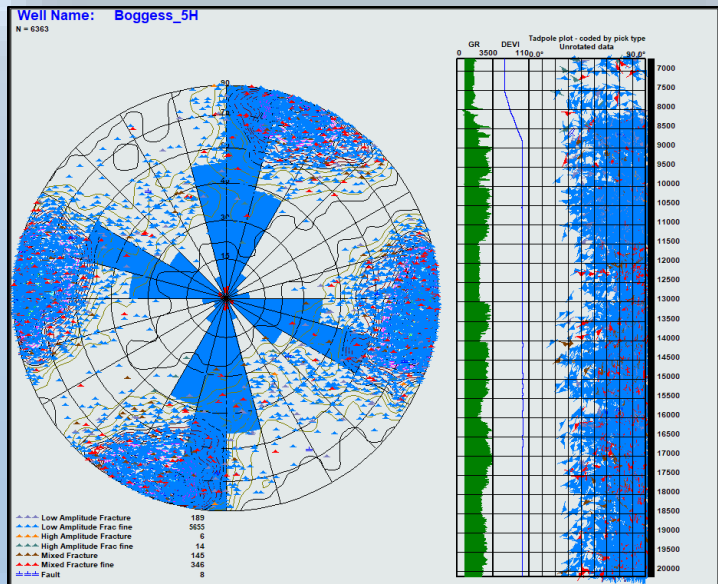 Well Name: Boggess_5H
N = 6363
Tadpole plot - coded by pick type
GR DEVI Unrotated data
0 3500 110 0.0° 90.0°
7000
7500
8000
8500
9000
9500
10000
10500
11000
11500
12000
12500
13000
13500
14000
14500
15000
15500
16000
16500
17000
17500
18000
18500
19000
19500
20000
Low Amplitude Fracture 189
Low Amplitude Frac fine 5655
High Amplitude Fracture 6
High Amplitude Frac fine 14
Mixed Fracture 145
Mixed Fracture fine 346
Fault 8